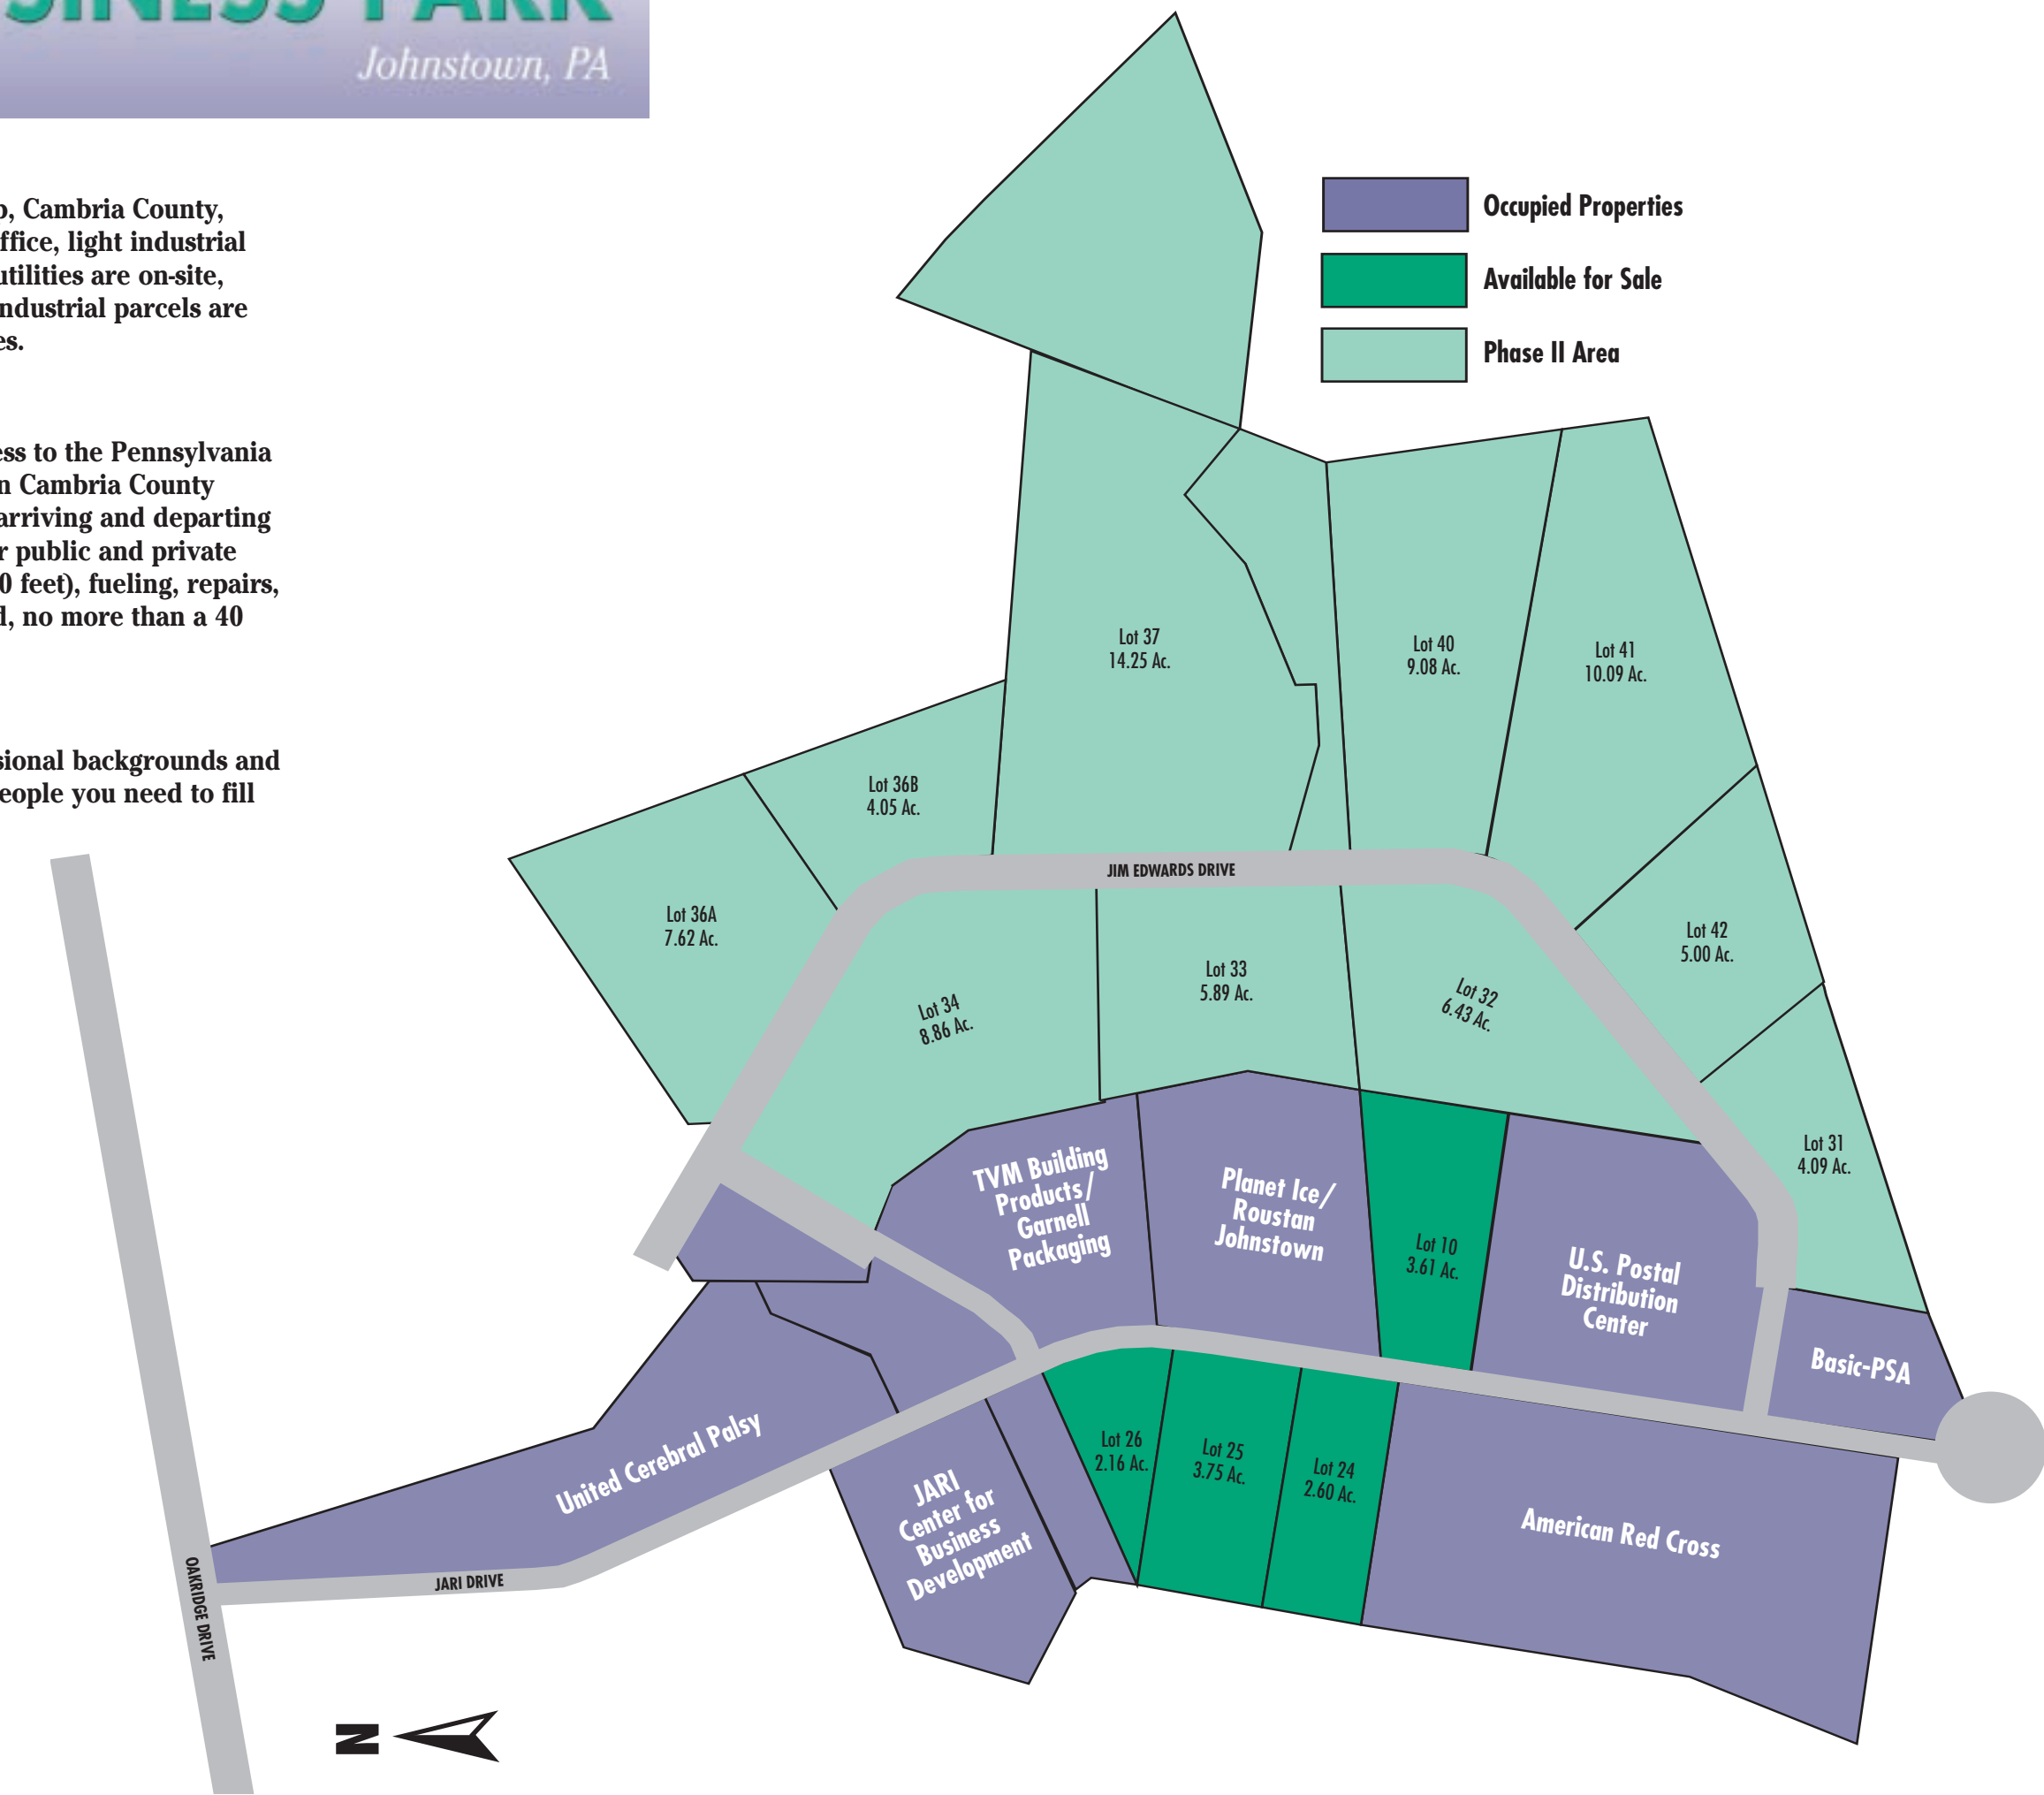 Johnstown, PA
Cambria County,
light industrial
utilities are on-site,
industrial parcels are
to the Pennsylvania
Cambria County
arriving and departing
public and private
feet), fueling, repairs,
no more than a 40
backgrounds and
you need to fill
Occupied Properties
Available for Sale
Phase II Area
Lot 37
14.25 Ac.
Lot 40
9.08 Ac.
Lot 41
10.09 Ac.
Lot 36B
4.05 Ac.
JIM EDWARDS DRIVE
Lot 36A
7.62 Ac.
Lot 42
5.00 Ac.
Lot 33
5.89 Ac.
Lot 32
6.43 Ac.
Lot 34
8.86 Ac.
Lot 31
4.09 Ac.
TVM Building
Products/
Garnell
Packaging
Planet Ice/
Roustan
Johnstown
Lot 10
3.61 Ac.
U.S. Postal
Distribution
Center
Basic-PSA
United Cerebral Palsy
JARI
Center for
Business
Development
Lot 26
2.16 Ac.
Lot 25
3.75 Ac.
Lot 24
2.60 Ac.
American Red Cross
JARI DRIVE
OAKRIDGE DRIVE
N